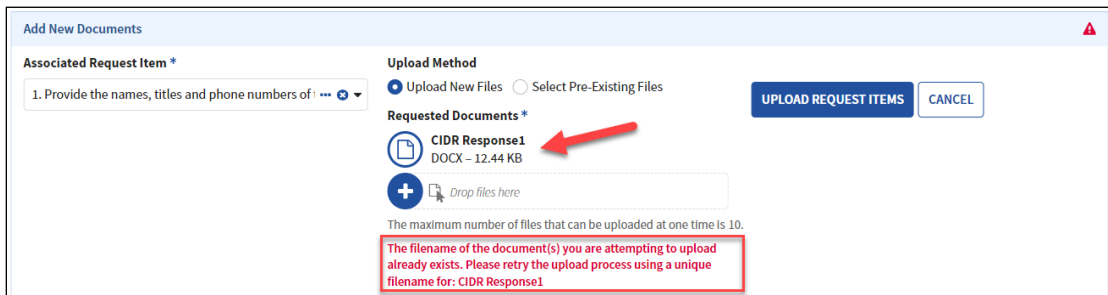 Add New Documents
Associated Request Item *
1. Provide the names, titles and phone numbers of
Upload Method
Upload New Files
Select Pre-Existing Files
Requested Documents *
CIDR Response1
DOCX – 12.44 KB
Drop files here
The maximum number of files that can be uploaded at one time is 10.
The filename of the document(s) you are attempting to upload
already exists. Please retry the upload process using a unique
filename for: CIDR Response1
UPLOAD REQUEST ITEMS
CANCEL